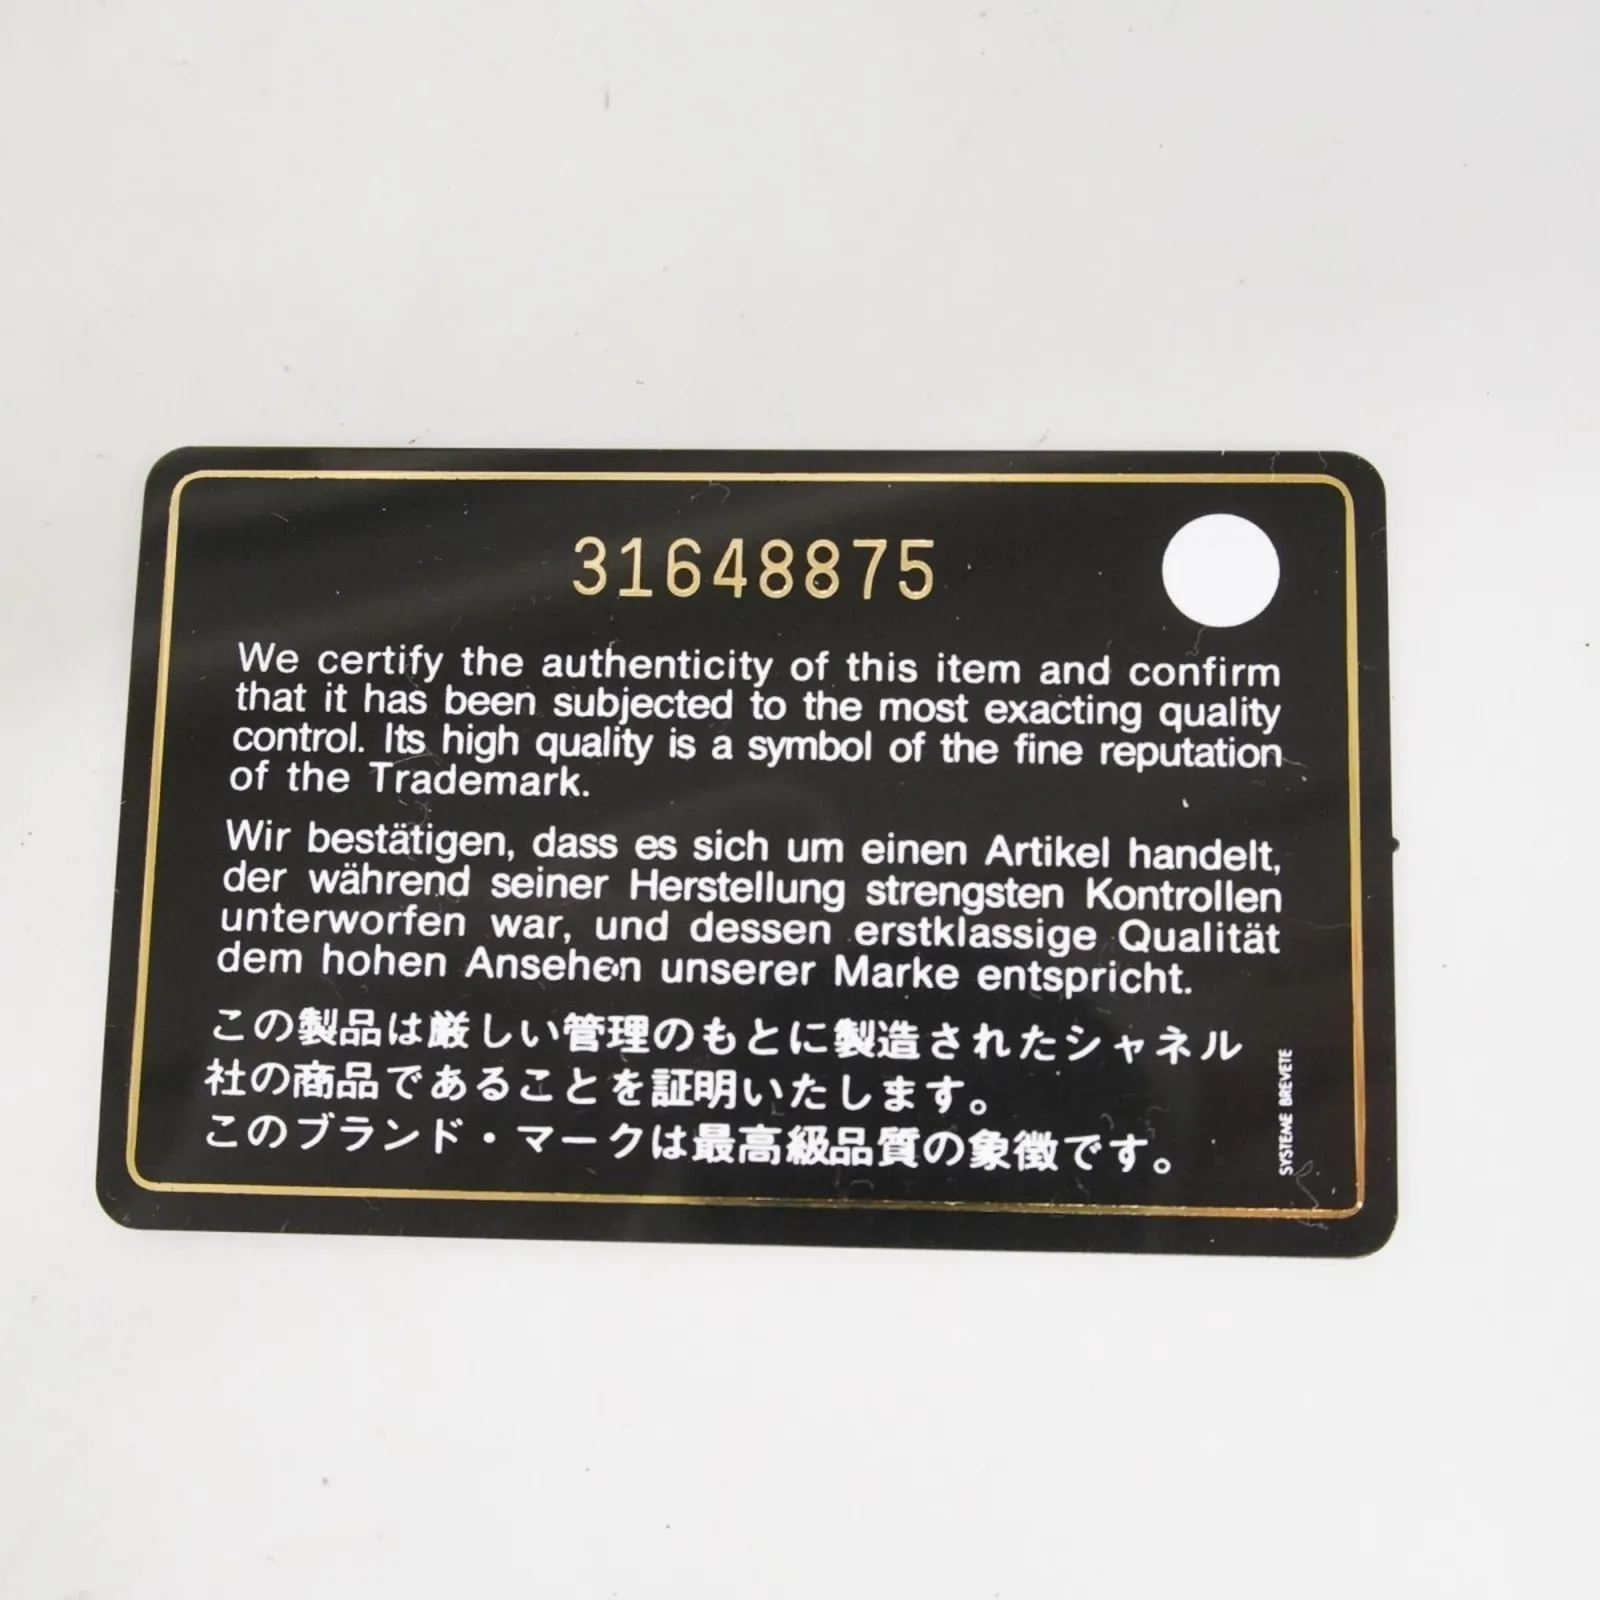 31648875
We certify the authenticity of this item and confirm
that it has been subjected to the most exacting quality
control. Its high quality is a symbol of the fine reputation
of the Trademark.
Wir bestätigen, dass es sich um einen Artikel handelt,
der während seiner Herstellung strengsten Kontrollen
unterworfen war, und dessen erstklassige Qualität
dem hohen Ansehen unserer Marke entspricht.
この製品は厳しい管理のもとに製造されたシャネル
社の商品であることを証明いたします。
このブランド・マークは最高級品質の象徴です。
SYSTEME BREVETE